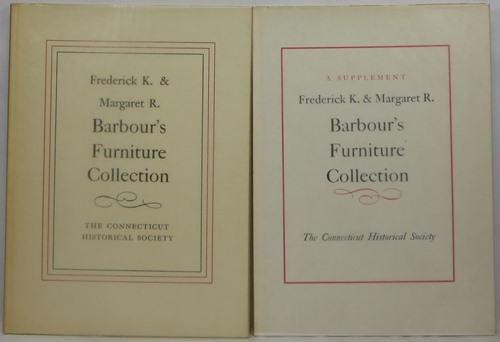 Frederick K. &
Margaret R.
Barbour's
Furniture
Collection
THE CONNECTICUT
HISTORICAL SOCIETY
A SUPPLEMENT
Frederick K. & Margaret R.
Barbour's
Furniture
Collection
The Connecticut Historical Society